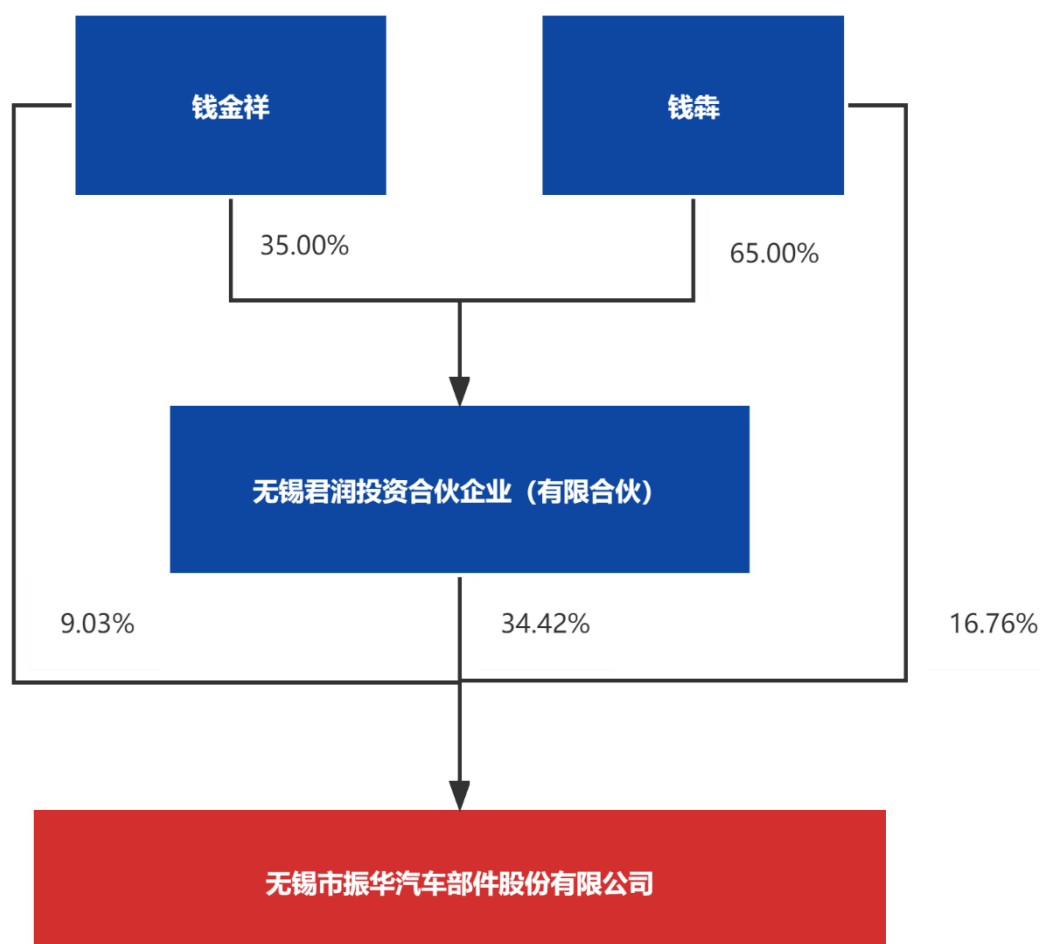 钱金祥
钱犇
35.00%
65.00%
无锡君润投资合伙企业（有限合伙）
9.03%
34.42%
16.76%
无锡市振华汽车部件股份有限公司